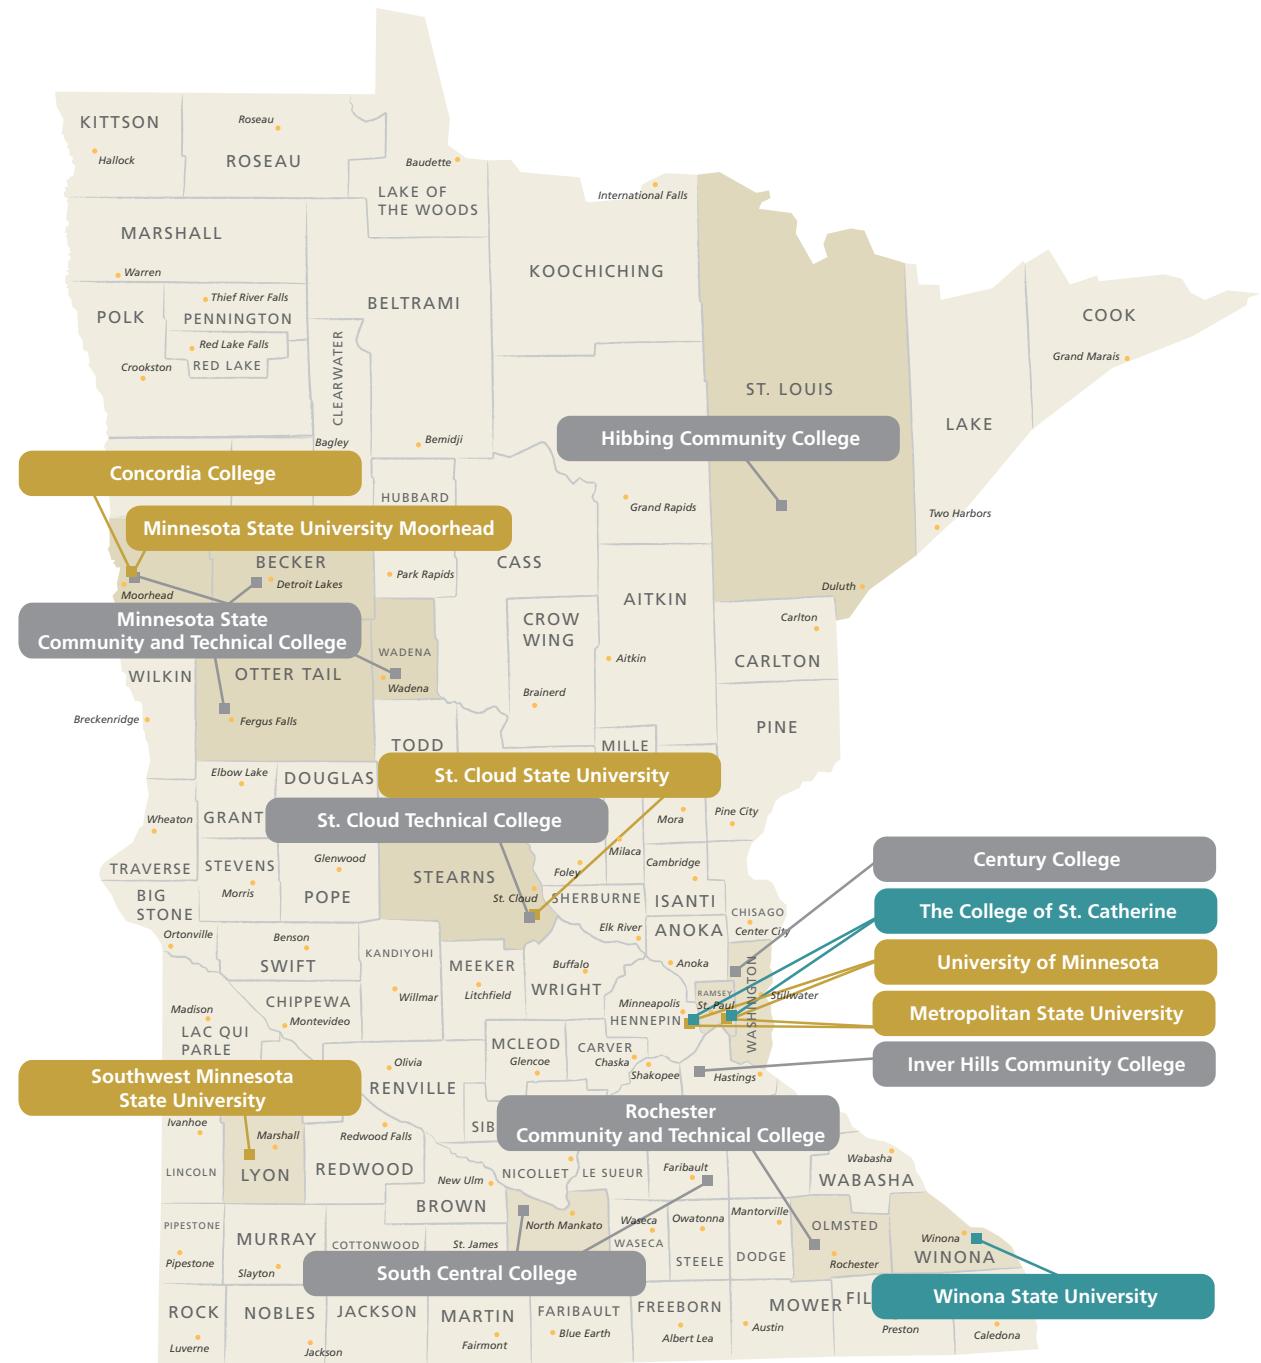 KITTSON
Hallock
Roseau
ROSEAU
Baudette
LAKE OF
THE WOODS
International Falls
MARSHALL
Warren
KOOCHICHING
BELTRAMI
Thief River Falls
PENNINGTON
POLK
Red Lake Falls
RED LAKE
Crookston
CLEARWATER
COOK
Grand Marais
ST. LOUIS
LAKE
Bagley
Bemidji
Hibbing Community College
Concordia College
HUBBARD
Grand Rapids
Two Harbors
Minnesota State University Moorhead
BECKER
Detroit Lakes
Park Rapids
CASS
Moorhead
Duluth
AITKIN
CROW
WING
Carlton
Minnesota State
Community and Technical College
WADENA
Wadena
Aitkin
CARLTON
WILKIN
OTTER TAIL
Brainerd
Breckenridge
Fergus Falls
PINE
TODD
MILLE
Elbow Lake
DOUGLAS
St. Cloud State University
Wheaton
GRANT
St. Cloud Technical College
Mora
Pine City
Milaca
Cambridge
TRAVERSE
STEVENS
Glenwood
Foley
Century College
Morris
POPE
STEARNS
BIG
STONE
St. Cloud
SHERBURNE
ISANTI
CHISAGO
Center City
The College of St. Catherine
Ortonville
Benson
Elk River
ANOKA
SWIFT
KANDIYOHI
MEEKER
Buffalo
Anoka
University of Minnesota
Litchfield
WRIGHT
Willmar
RAMSEY
St. Paul
Stillwater
WASHINGTON
Madison
CHIPPEWA
Montevideo
Minneapolis
HENNEPIN
Metropolitan State University
LAC QUI
PARLE
MCLEOD
Glencoe
CARVER
Chaska
Olivia
RENVILLE
Shakopee
Hastings
Inver Hills Community College
Southwest Minnesota
State University
Ivanhoe
Marshall
Redwood Falls
SIB
Rochester
Community and Technical College
LINCOLN
LYON
REDWOOD
NICOLLET
LE SUEUR
Faribault
Wabasha
WABASHA
New Ulm
BROWN
North Mankato
Waseca
WASECA
Owatonna
STEELE
Mantorville
DODGE
OLMSTED
Rochester
Winona
WINONA
PIPESTONE
Pipestone
MURRAY
Slayton
COTTONWOOD
St. James
South Central College
Winona State University
ROCK
Luverne
NOBLES
JACKSON
Jackson
MARTIN
Fairmont
FARIBAULT
Blue Earth
FREEBORN
Albert Lea
MOWER
Austin
FIL
Preston
Caledonia